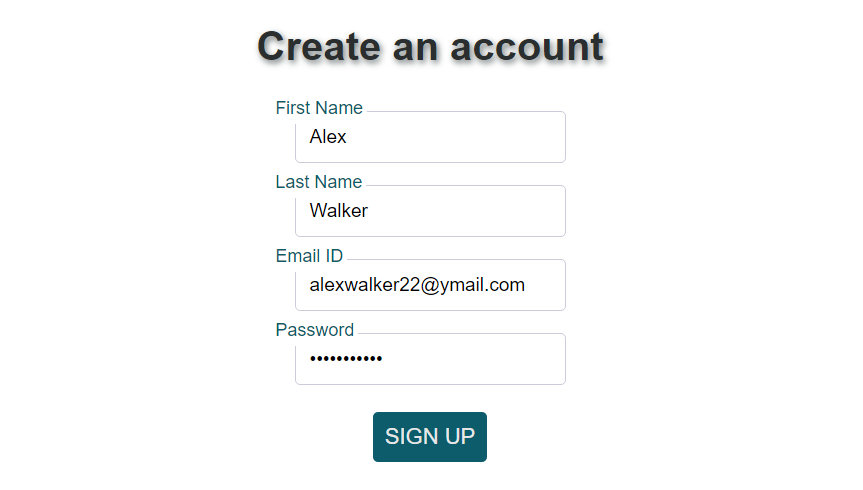 Create an account
First Name
Alex
Last Name
Walker
Email ID
alexwalker22@ymail.com
Password
•••••••••••
SIGN UP